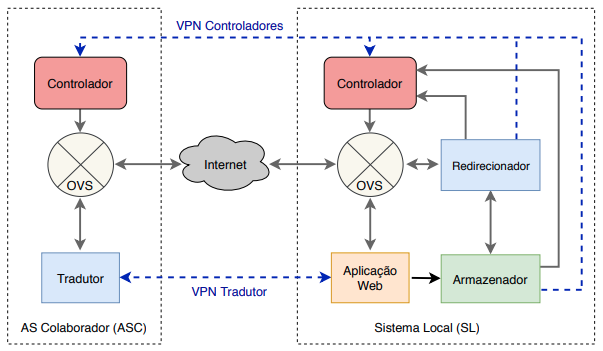 VPN Controladores
Controlador
Controlador
OVS
Internet
OVS
Redirecionador
Tradutor
VPN Tradutor
Aplicação
Web
Armazenador
AS Colaborador (ASC)
Sistema Local (SL)